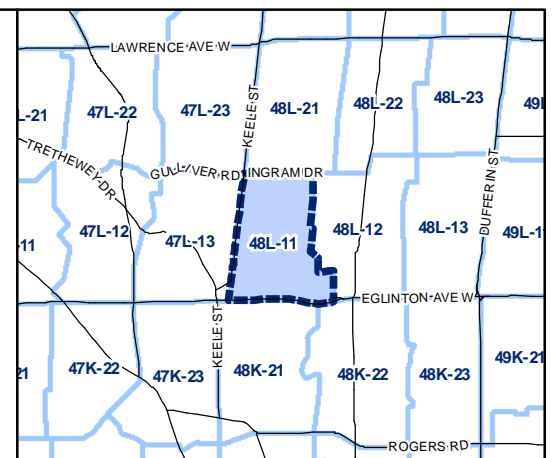 LAWRENCE AVE W
L-21
47L-22
47L-23
KEELE ST
48L-21
48L-22
48L-23
49L
TRETHEWEY DR
GULLIVER RD
INGRAM DR
DUFFERIN ST
11
47L-12
47L-13
48L-11
48L-12
48L-13
49L-1
EGLINTON AVE W
KEELE ST
21
47K-22
47K-23
48K-21
48K-22
48K-23
49K-21
ROGERS RD